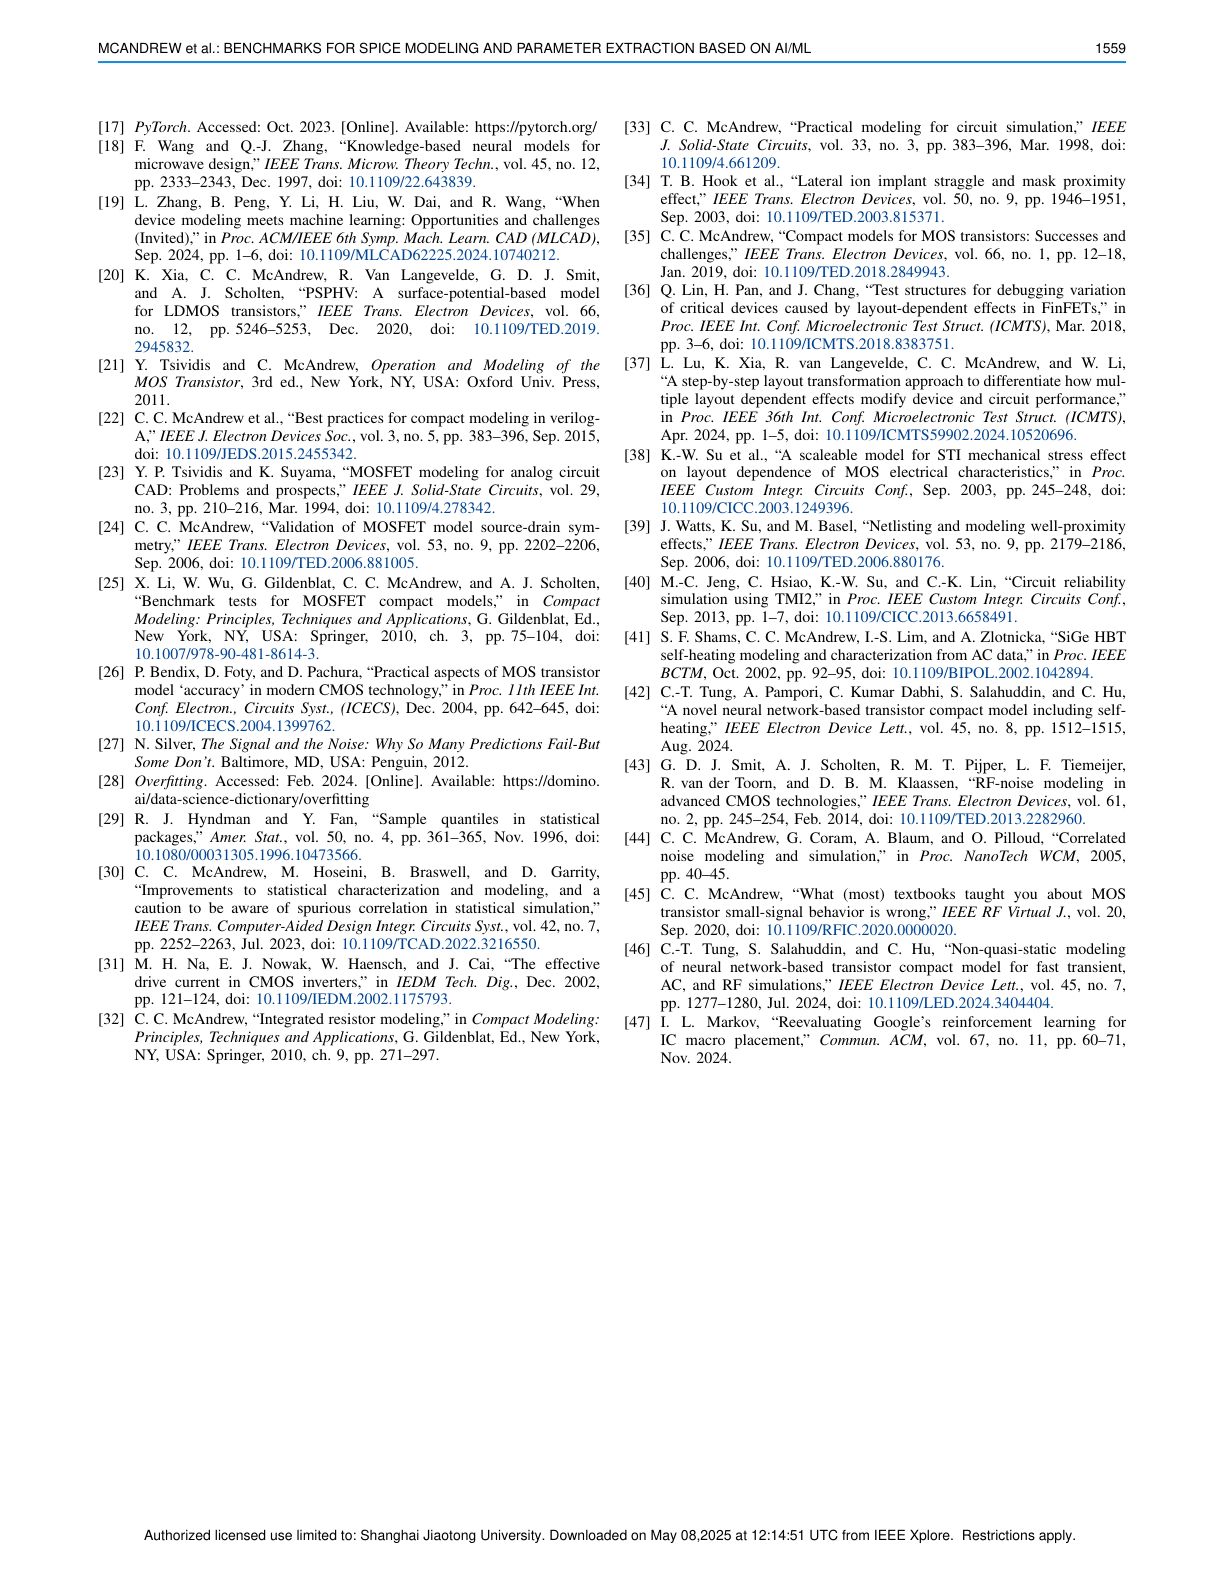 MCANDREW et al.: BENCHMARKS FOR SPICE MODELING AND PARAMETER EXTRACTION BASED ON AI/ML 1559
[17] PyTorch. Accessed: Oct. 2023. [Online]. Available: https://pytorch.org/
[18] F. Wang and Q.-J. Zhang, “Knowledge-based neural models for
microwave design,” IEEE Trans. Microw. Theory Techn., vol. 45, no. 12,
pp. 2333–2343, Dec. 1997, doi: 10.1109/22.643839.
[19] L. Zhang, B. Peng, Y. Li, H. Liu, W. Dai, and R. Wang, “When
device modeling meets machine learning: Opportunities and challenges
(Invited),” in Proc. ACM/IEEE 6th Symp. Mach. Learn. CAD (MLCAD),
Sep. 2024, pp. 1–6, doi: 10.1109/MLCAD62225.2024.10740212.
[20] K. Xia, C. C. McAndrew, R. Van Langevelde, G. D. J. Smit,
and A. J. Scholten, “PSPHV: A surface-potential-based model
for LDMOS transistors,” IEEE Trans. Electron Devices, vol. 66,
no. 12, pp. 5246–5253, Dec. 2020, doi: 10.1109/TED.2019.
2945832.
[21] Y. Tsividis and C. McAndrew, Operation and Modeling of the
MOS Transistor, 3rd ed., New York, NY, USA: Oxford Univ. Press,
2011.
[22] C. C. McAndrew et al., “Best practices for compact modeling in verilog-
A,” IEEE J. Electron Devices Soc., vol. 3, no. 5, pp. 383–396, Sep. 2015,
doi: 10.1109/JEDS.2015.2455342.
[23] Y. P. Tsividis and K. Suyama, “MOSFET modeling for analog circuit
CAD: Problems and prospects,” IEEE J. Solid-State Circuits, vol. 29,
no. 3, pp. 210–216, Mar. 1994, doi: 10.1109/4.278342.
[24] C. C. McAndrew, “Validation of MOSFET model source-drain sym-
metry,” IEEE Trans. Electron Devices, vol. 53, no. 9, pp. 2202–2206,
Sep. 2006, doi: 10.1109/TED.2006.881005.
[25] X. Li, W. Wu, G. Gildenblat, C. C. McAndrew, and A. J. Scholten,
“Benchmark tests for MOSFET compact models,” in Compact
Modeling: Principles, Techniques and Applications, G. Gildenblat, Ed.,
New York, NY, USA: Springer, 2010, ch. 3, pp. 75–104, doi:
10.1007/978-90-481-8614-3.
[26] P. Bendix, D. Foty, and D. Pachura, “Practical aspects of MOS transistor
model ‘accuracy’ in modern CMOS technology,” in Proc. 11th IEEE Int.
Conf. Electron., Circuits Syst., (ICECS), Dec. 2004, pp. 642–645, doi:
10.1109/ICECS.2004.1399762.
[27] N. Silver, The Signal and the Noise: Why So Many Predictions Fail-But
Some Don’t. Baltimore, MD, USA: Penguin, 2012.
[28] Overfitting. Accessed: Feb. 2024. [Online]. Available: https://domino.
ai/data-science-dictionary/overfitting
[29] R. J. Hyndman and Y. Fan, “Sample quantiles in statistical
packages,” Amer. Stat., vol. 50, no. 4, pp. 361–365, Nov. 1996, doi:
10.1080/00031305.1996.10473566.
[30] C. C. McAndrew, M. Hoseini, B. Braswell, and D. Garrity,
“Improvements to statistical characterization and modeling, and a
caution to be aware of spurious correlation in statistical simulation,”
IEEE Trans. Computer-Aided Design Integr. Circuits Syst., vol. 42, no. 7,
pp. 2252–2263, Jul. 2023, doi: 10.1109/TCAD.2022.3216550.
[31] M. H. Na, E. J. Nowak, W. Haensch, and J. Cai, “The effective
drive current in CMOS inverters,” in IEDM Tech. Dig., Dec. 2002,
pp. 121–124, doi: 10.1109/IEDM.2002.1175793.
[32] C. C. McAndrew, “Integrated resistor modeling,” in Compact Modeling:
Principles, Techniques and Applications, G. Gildenblat, Ed., New York,
NY, USA: Springer, 2010, ch. 9, pp. 271–297.
[33] C. C. McAndrew, “Practical modeling for circuit simulation,” IEEE
J. Solid-State Circuits, vol. 33, no. 3, pp. 383–396, Mar. 1998, doi:
10.1109/4.661209.
[34] T. B. Hook et al., “Lateral ion implant straggle and mask proximity
effect,” IEEE Trans. Electron Devices, vol. 50, no. 9, pp. 1946–1951,
Sep. 2003, doi: 10.1109/TED.2003.815371.
[35] C. C. McAndrew, “Compact models for MOS transistors: Successes and
challenges,” IEEE Trans. Electron Devices, vol. 66, no. 1, pp. 12–18,
Jan. 2019, doi: 10.1109/TED.2018.2849943.
[36] Q. Lin, H. Pan, and J. Chang, “Test structures for debugging variation
of critical devices caused by layout-dependent effects in FinFETs,” in
Proc. IEEE Int. Conf. Microelectronic Test Struct. (ICMTS), Mar. 2018,
pp. 3–6, doi: 10.1109/ICMTS.2018.8383751.
[37] L. Lu, K. Xia, R. van Langevelde, C. C. McAndrew, and W. Li,
“A step-by-step layout transformation approach to differentiate how mul-
tiple layout dependent effects modify device and circuit performance,”
in Proc. IEEE 36th Int. Conf. Microelectronic Test Struct. (ICMTS),
Apr. 2024, pp. 1–5, doi: 10.1109/ICMTS59902.2024.10520696.
[38] K.-W. Su et al., “A scaleable model for STI mechanical stress effect
on layout dependence of MOS electrical characteristics,” in Proc.
IEEE Custom Integr. Circuits Conf., Sep. 2003, pp. 245–248, doi:
10.1109/CICC.2003.1249396.
[39] J. Watts, K. Su, and M. Basel, “Netlisting and modeling well-proximity
effects,” IEEE Trans. Electron Devices, vol. 53, no. 9, pp. 2179–2186,
Sep. 2006, doi: 10.1109/TED.2006.880176.
[40] M.-C. Jeng, C. Hsiao, K.-W. Su, and C.-K. Lin, “Circuit reliability
simulation using TMI2,” in Proc. IEEE Custom Integr. Circuits Conf.,
Sep. 2013, pp. 1–7, doi: 10.1109/CICC.2013.6658491.
[41] S. F. Shams, C. C. McAndrew, I.-S. Lim, and A. Zlotnicka, “SiGe HBT
self-heating modeling and characterization from AC data,” in Proc. IEEE
BCTM, Oct. 2002, pp. 92–95, doi: 10.1109/BIPOL.2002.1042894.
[42] C.-T. Tung, A. Pampori, C. Kumar Dabhi, S. Salahuddin, and C. Hu,
“A novel neural network-based transistor compact model including self-
heating,” IEEE Electron Device Lett., vol. 45, no. 8, pp. 1512–1515,
Aug. 2024.
[43] G. D. J. Smit, A. J. Scholten, R. M. T. Pijper, L. F. Tiemeijer,
R. van der Toorn, and D. B. M. Klaassen, “RF-noise modeling in
advanced CMOS technologies,” IEEE Trans. Electron Devices, vol. 61,
no. 2, pp. 245–254, Feb. 2014, doi: 10.1109/TED.2013.2282960.
[44] C. C. McAndrew, G. Coram, A. Blaum, and O. Pilloud, “Correlated
noise modeling and simulation,” in Proc. NanoTech WCM, 2005,
pp. 40–45.
[45] C. C. McAndrew, “What (most) textbooks taught you about MOS
transistor small-signal behavior is wrong,” IEEE RF Virtual J., vol. 20,
Sep. 2020, doi: 10.1109/RFIC.2020.0000020.
[46] C.-T. Tung, S. Salahuddin, and C. Hu, “Non-quasi-static modeling
of neural network-based transistor compact model for fast transient,
AC, and RF simulations,” IEEE Electron Device Lett., vol. 45, no. 7,
pp. 1277–1280, Jul. 2024, doi: 10.1109/LED.2024.3404404.
[47] I. L. Markov, “Reevaluating Google’s reinforcement learning for
IC macro placement,” Commun. ACM, vol. 67, no. 11, pp. 60–71,
Nov. 2024.
Authorized licensed use limited to: Shanghai Jiaotong University. Downloaded on May 08,2025 at 12:14:51 UTC from IEEE Xplore. Restrictions apply.